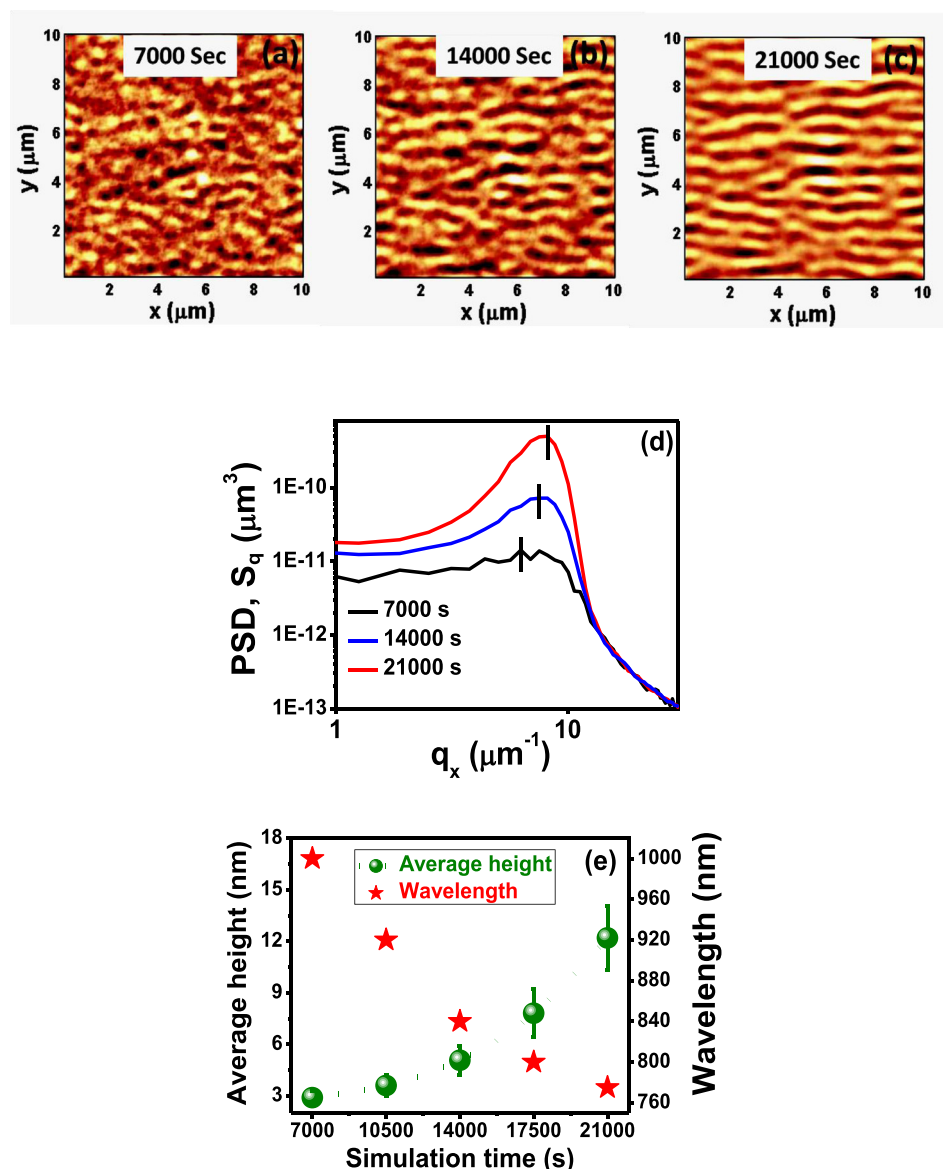 7000 Sec (a)
14000 Sec (b)
21000 Sec (c)
10
8
6
4
2
y (μm)
2 4 6 8 10
x (μm)
10
8
6
4
2
y (μm)
2 4 6 8 10
x (μm)
10
8
6
4
2
y (μm)
2 4 6 8 10
x (μm)
(d)
PSD, Sq (μm³)
1E-10
1E-11
1E-12
1E-13
7000 s
14000 s
21000 s
1 10
qx (μm⁻¹)
(e)
Average height (nm)
18
15
12
9
6
3
Average height
Wavelength
1000
960
920
880
840
800
760
Wavelength (nm)
7000 10500 14000 17500 21000
Simulation time (s)